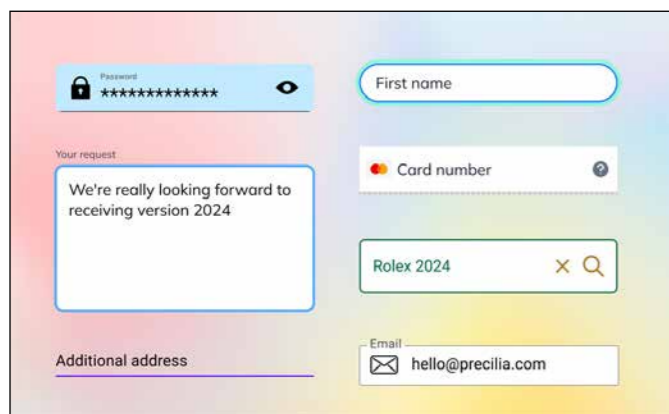 Password
*************
Your request
We're really looking forward to
receiving version 2024
Additional address
First name
Card number
?
Rolex 2024
Email
hello@precilia.com